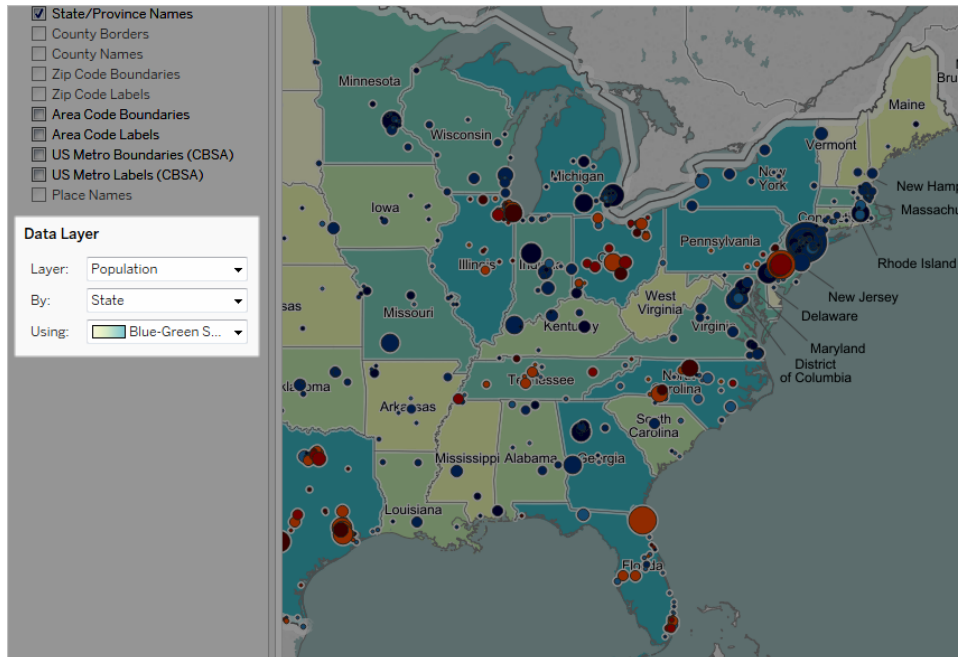 State/Province Names
County Borders
County Names
Zip Code Boundaries
Zip Code Labels
Area Code Boundaries
Area Code Labels
US Metro Boundaries (CBSA)
US Metro Labels (CBSA)
Place Names
Data Layer
Layer: Population
By: State
Using: Blue-Green S...
Minnesota
Wisconsin
Michigan
Iowa
Illinois
Missouri
Kentucky
West
Virginia
Pennsylvania
New
York
Vermont
Maine
New Hamp
Massachu
Rhode Island
New Jersey
Delaware
Maryland
District
of Columbia
Tennessee
Arkansas
South
Carolina
Mississippi
Alabama
Georgia
Louisiana
Florida